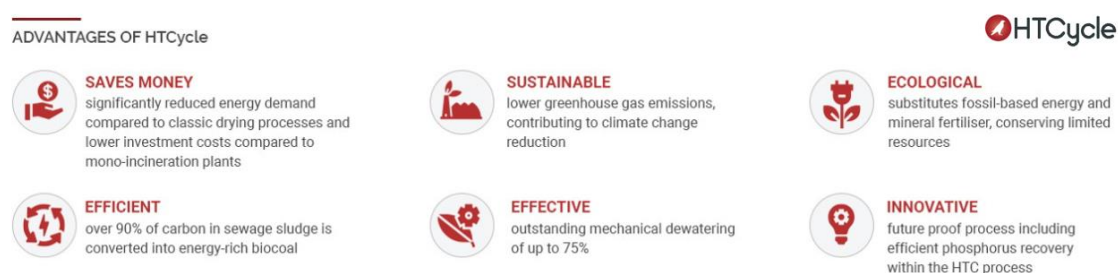 ADVANTAGES OF HTCycle
HTCycle
SAVES MONEY
significantly reduced energy demand
compared to classic drying processes and
lower investment costs compared to
mono-incineration plants
SUSTAINABLE
lower greenhouse gas emissions,
contributing to climate change
reduction
ECOLOGICAL
substitutes fossil-based energy and
mineral fertiliser, conserving limited
resources
EFFICIENT
over 90% of carbon in sewage sludge is
converted into energy-rich biocoal
EFFECTIVE
outstanding mechanical dewatering
of up to 75%
INNOVATIVE
future proof process including
efficient phosphorus recovery
within the HTC process